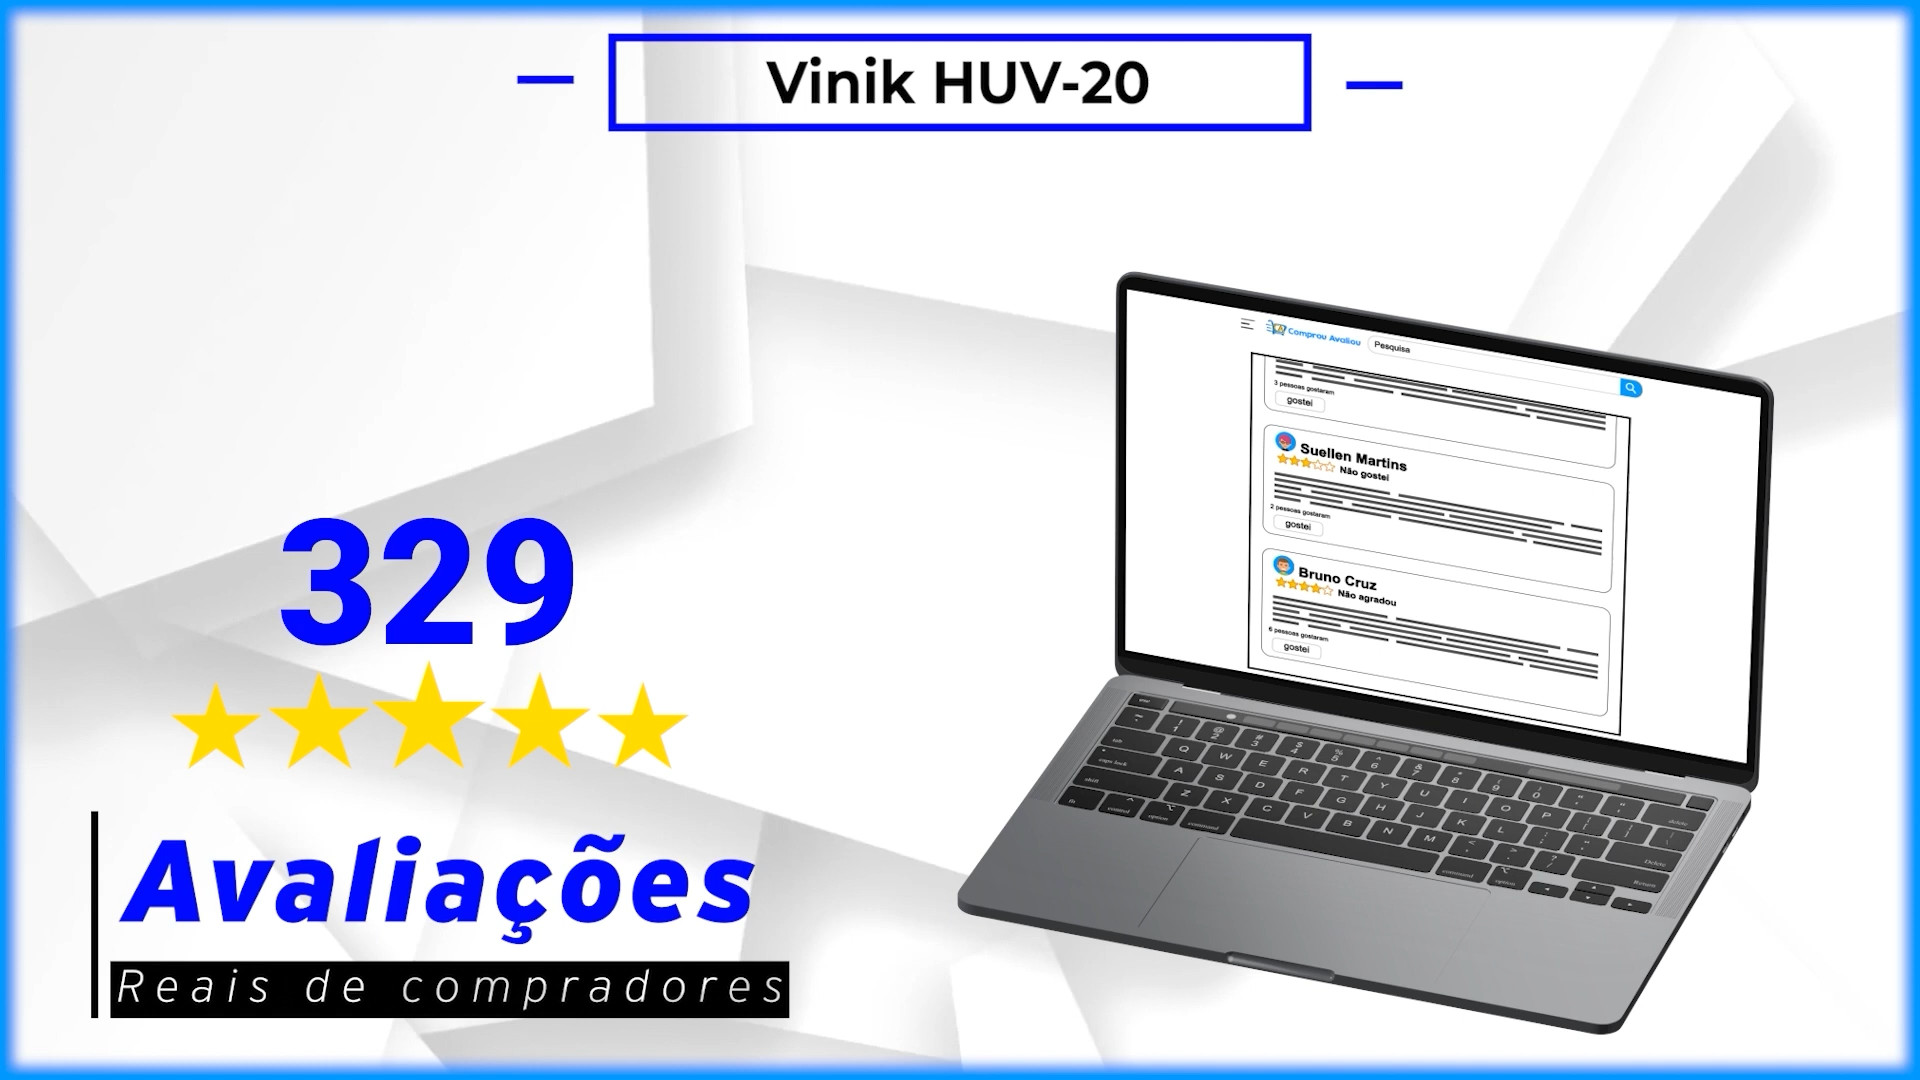 Vinik HUV-20
Comprou Avaliou
Pesquisa
3 pessoas gostaram
gostei
Suellen Martins
Não gostei
2 pessoas gostaram
gostei
Bruno Cruz
Não agradou
6 pessoas gostaram
gostei
329
Avaliações
Reais de compradores